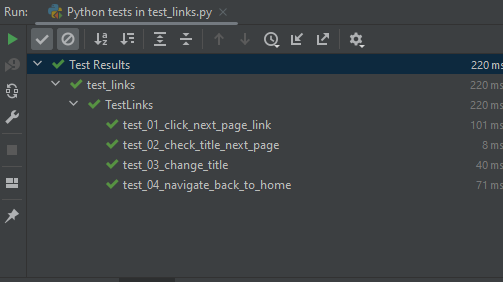 Run: Python tests in test_links.py
Test Results 220 ms
test_links 220 ms
TestLinks 220 ms
test_01_click_next_page_link 101 ms
test_02_check_title_next_page 8 ms
test_03_change_title 40 ms
test_04_navigate_back_to_home 71 ms